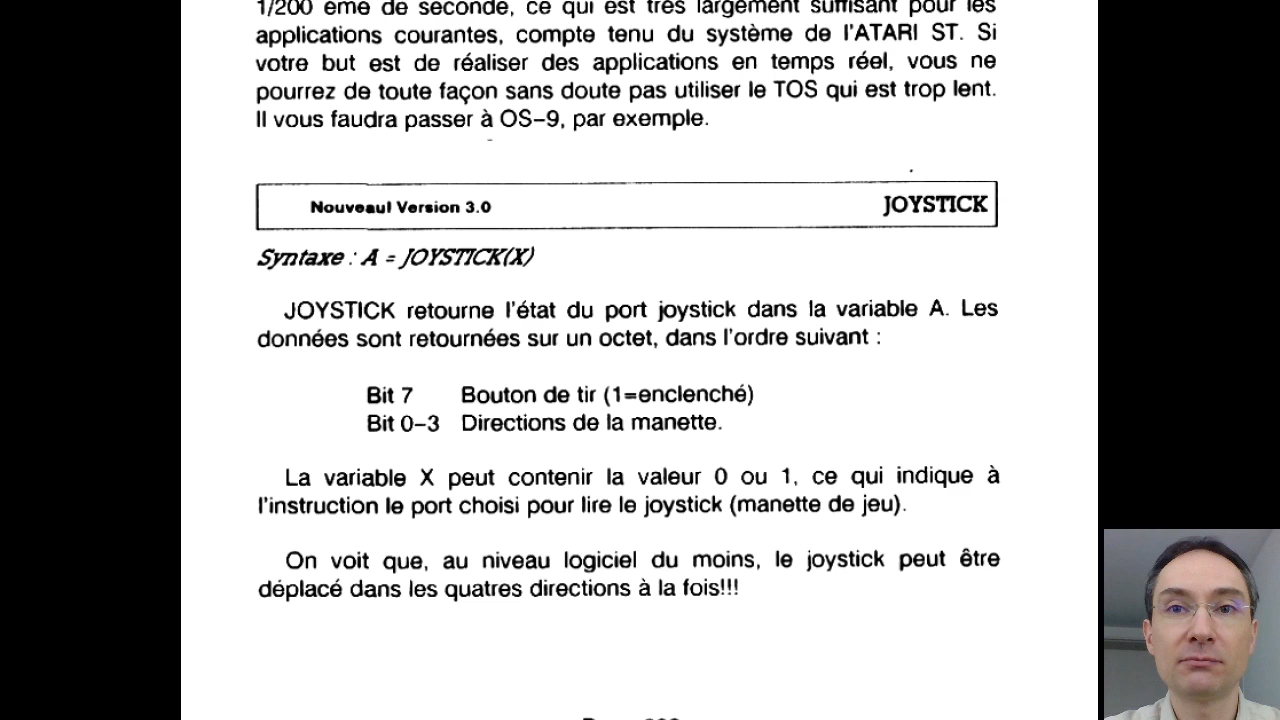 1/200 ème de seconde, ce qui est très largement suffisant pour les
applications courantes, compte tenu du système de l'ATARI ST. Si
votre but est de réaliser des applications en temps réel, vous ne
pourrez de toute façon sans doute pas utiliser le TOS qui est trop lent.
Il vous faudra passer à OS-9, par exemple.
Nouveau! Version 3.0
JOYSTICK
Syntaxe : A = JOYSTICK(X)
JOYSTICK retourne l'état du port joystick dans la variable A. Les
données sont retournées sur un octet, dans l'ordre suivant :
Bit 7 Bouton de tir (1=enclenché)
Bit 0-3 Directions de la manette.
La variable X peut contenir la valeur 0 ou 1, ce qui indique à
l'instruction le port choisi pour lire le joystick (manette de jeu).
On voit que, au niveau logiciel du moins, le joystick peut être
déplacé dans les quatres directions à la fois!!!